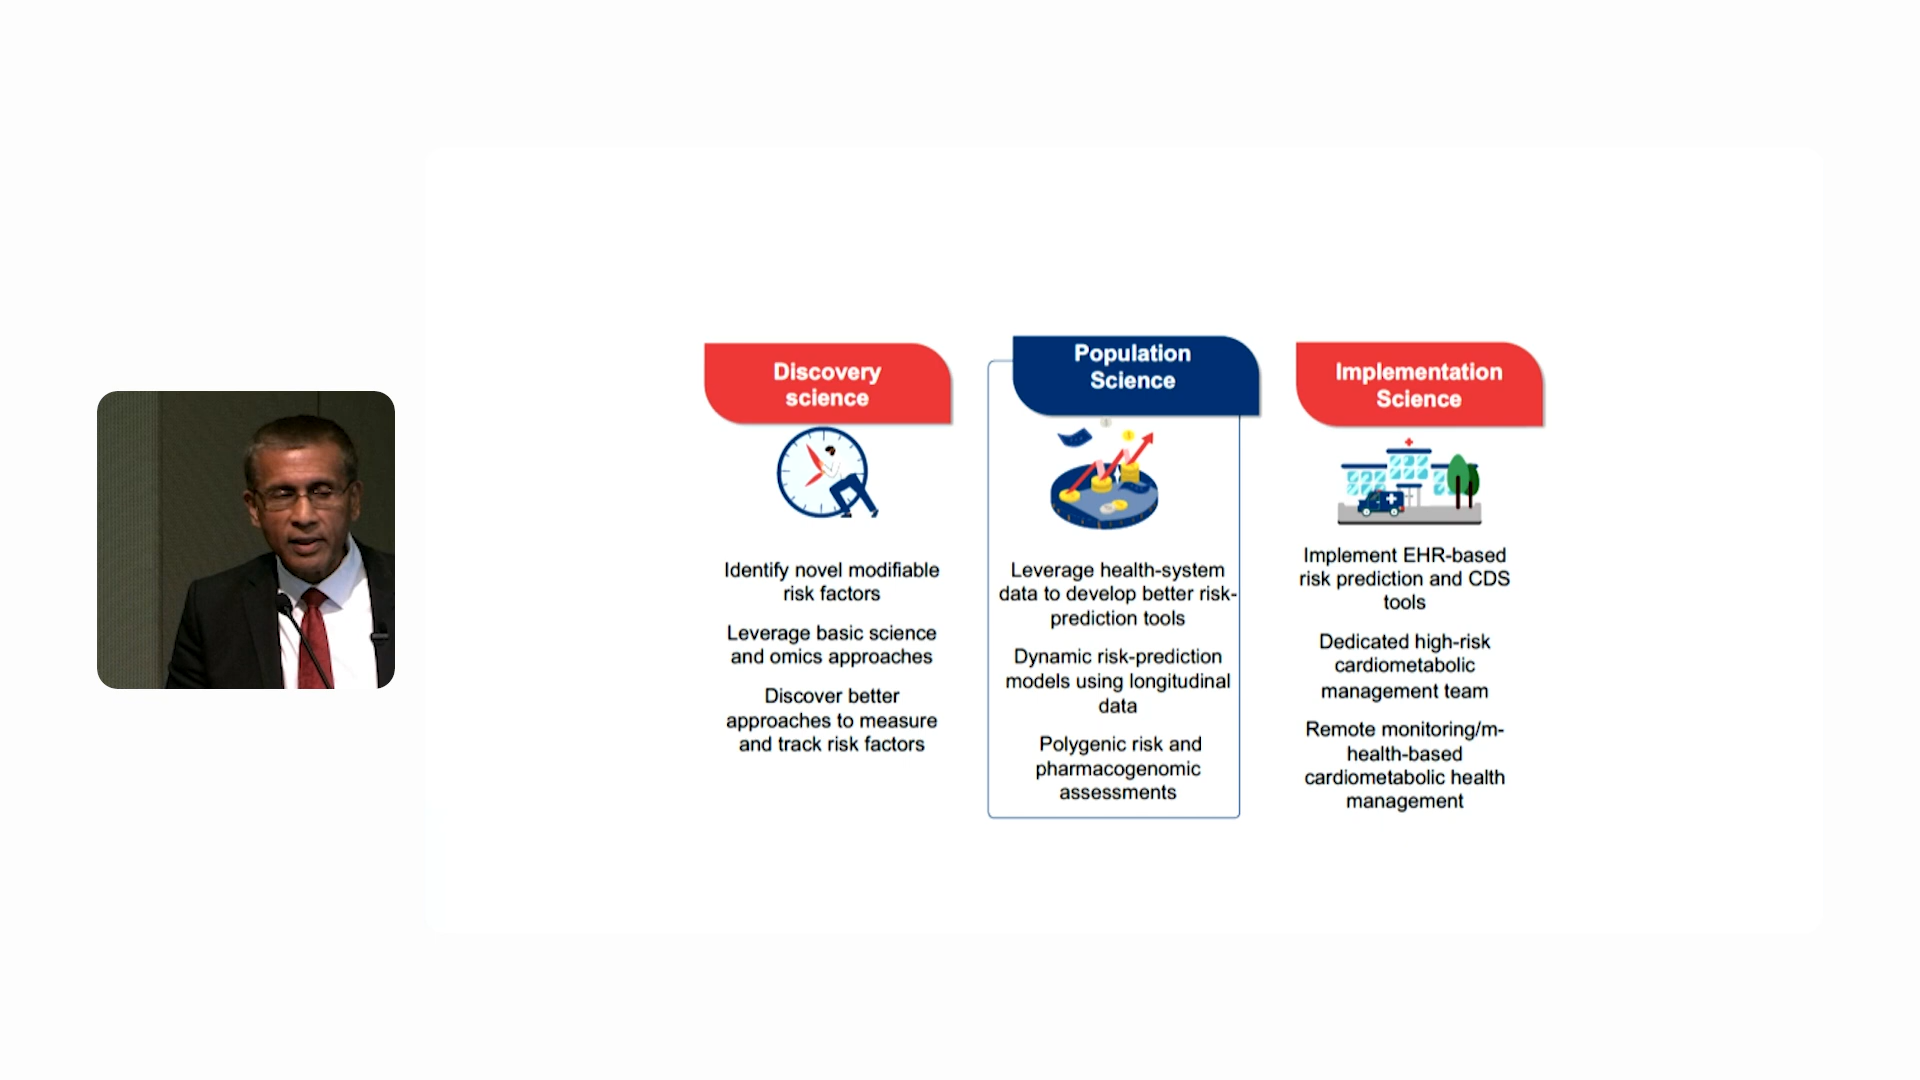 Discovery
science
Identify novel modifiable
risk factors
Leverage basic science
and omics approaches
Discover better
approaches to measure
and track risk factors
Population
Science
Leverage health-system
data to develop better risk-
prediction tools
Dynamic risk-prediction
models using longitudinal
data
Polygenic risk and
pharmacogenomic
assessments
Implementation
Science
Implement EHR-based
risk prediction and CDS
tools
Dedicated high-risk
cardiometabolic
management team
Remote monitoring/m-
health-based
cardiometabolic health
management